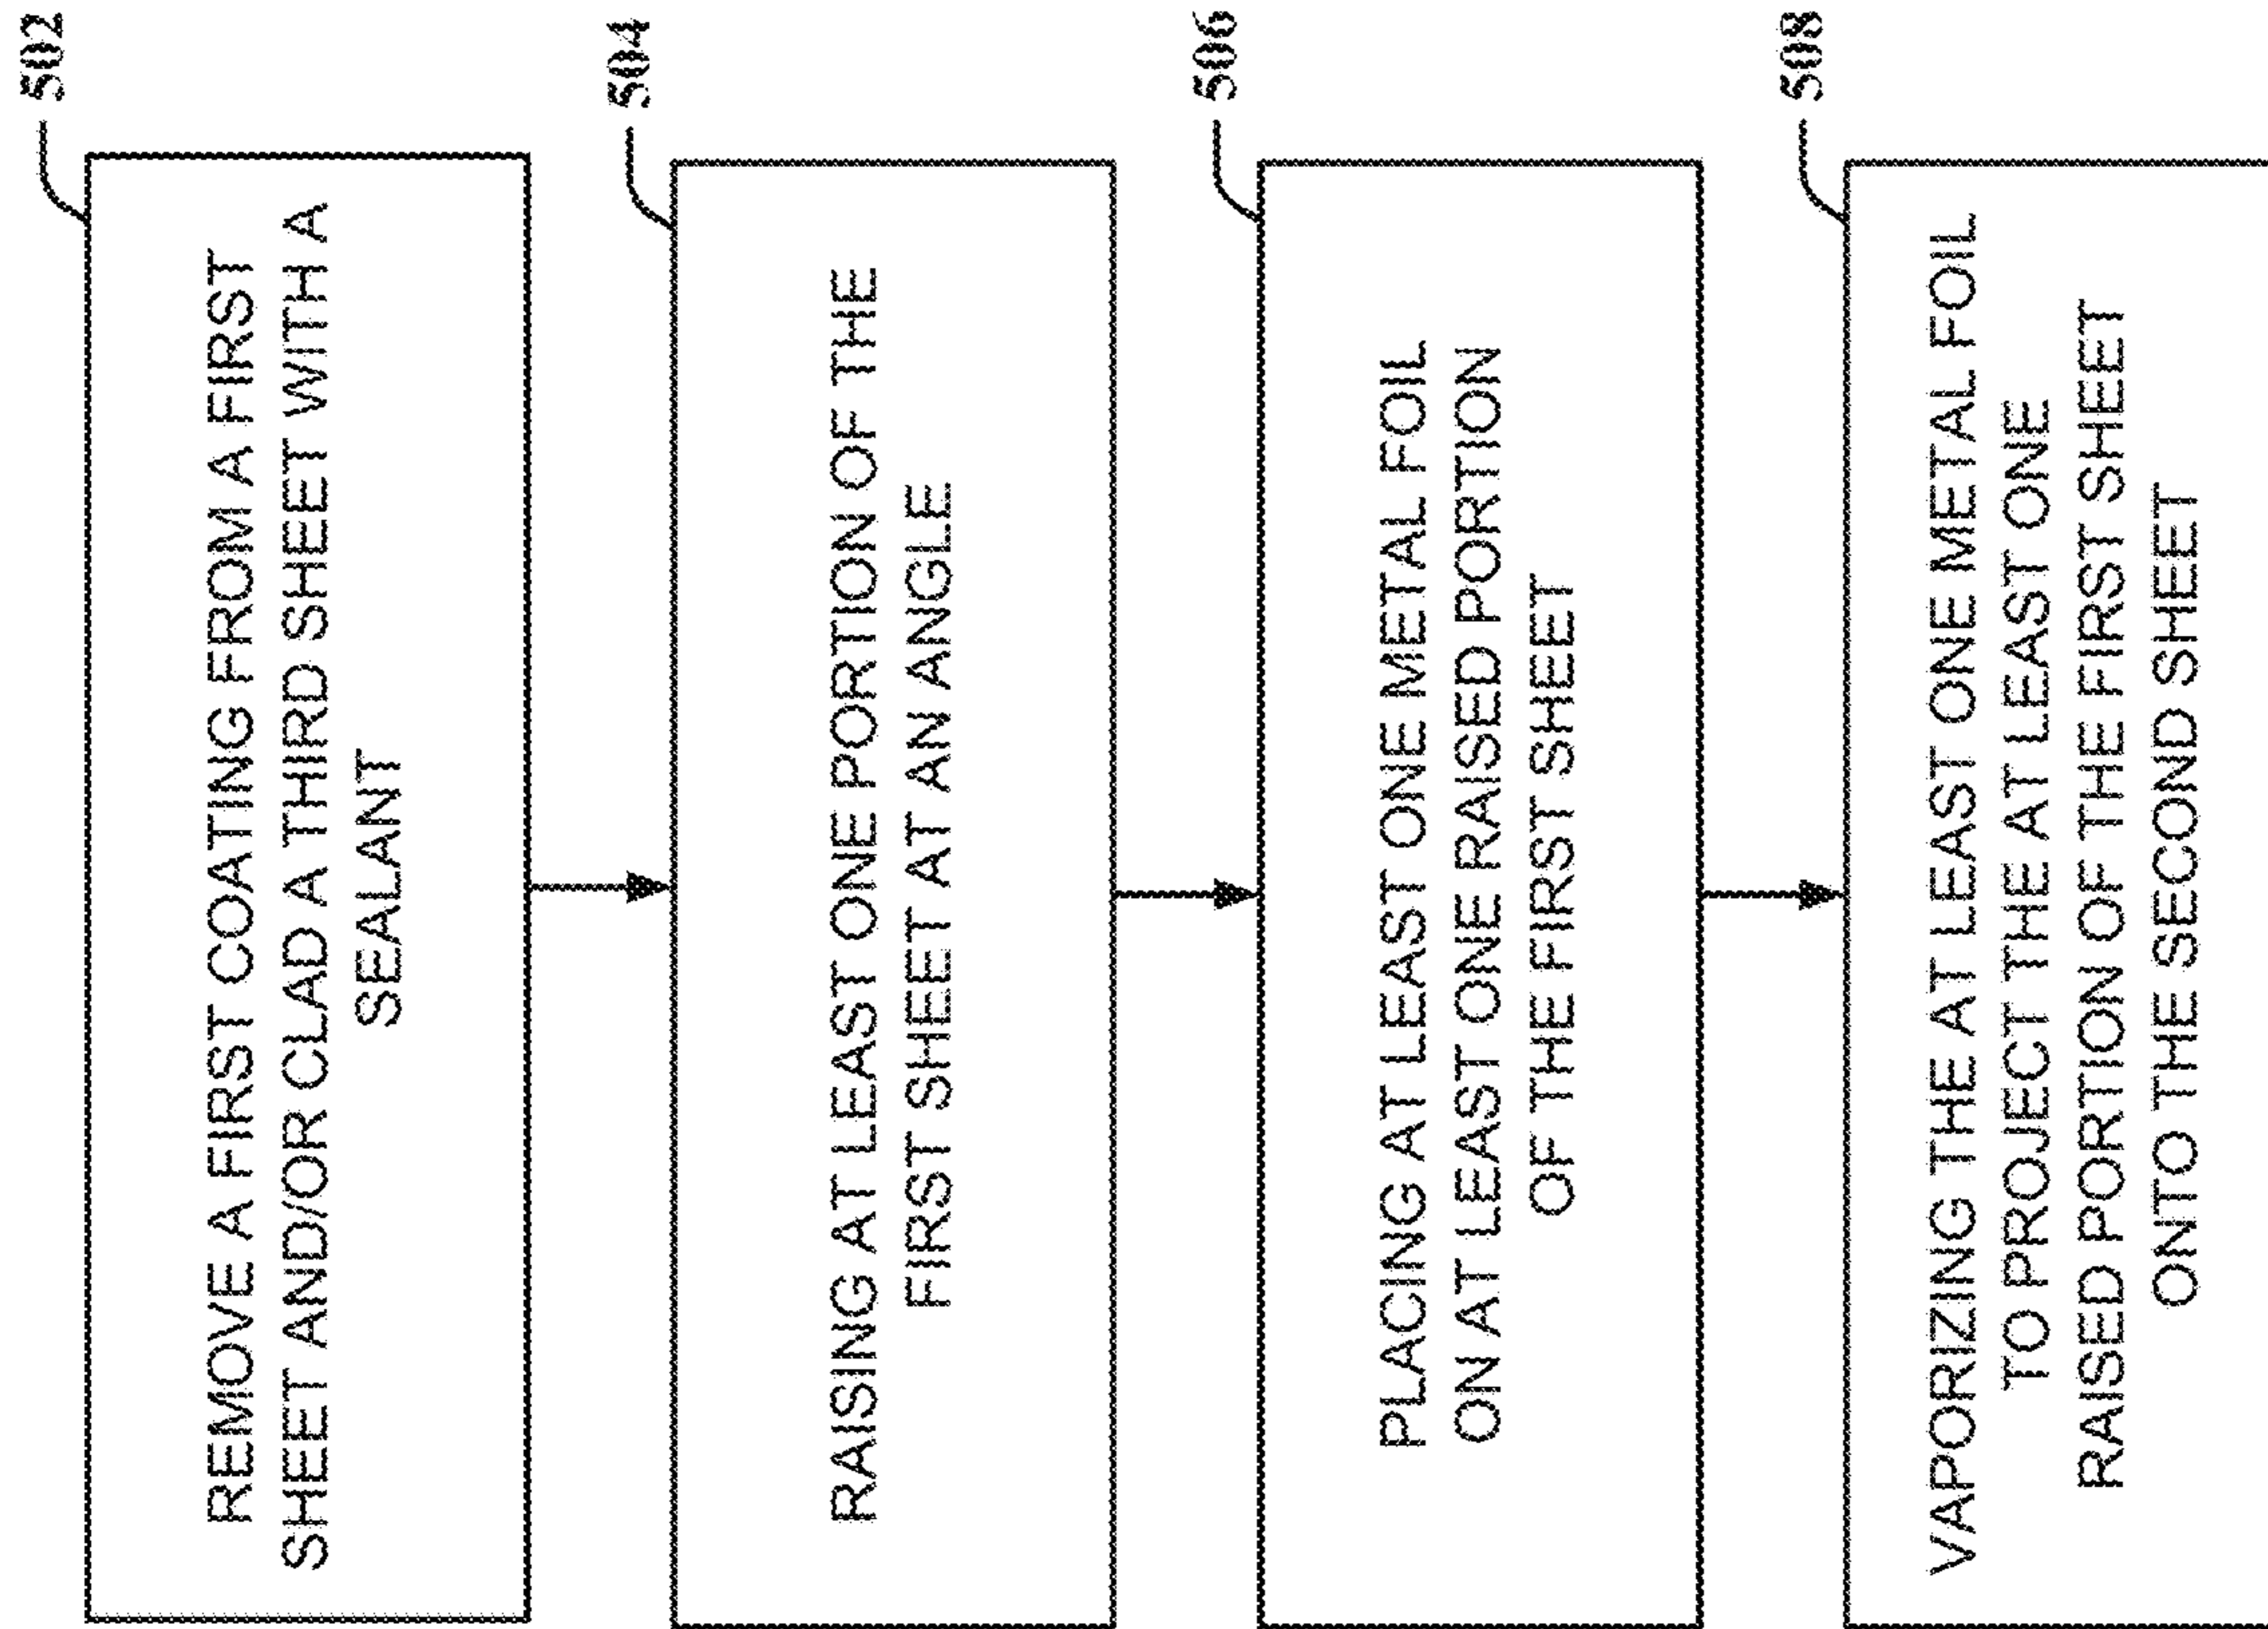 502
REMOVE A FIRST COATING FROM A FIRST
SHEET AND/OR CLAD A THIRD SHEET WITH A
SEALANT
504
RAISING AT LEAST ONE PORTION OF THE
FIRST SHEET AT AN ANGLE
506
PLACING AT LEAST ONE METAL FOIL
ON AT LEAST ONE RAISED PORTION
OF THE FIRST SHEET
508
VAPORIZING THE AT LEAST ONE METAL FOIL
TO PROJECT THE AT LEAST ONE
RAISED PORTION OF THE FIRST SHEET
ONTO THE SECOND SHEET